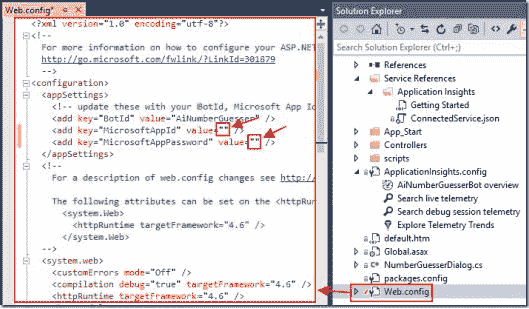 Web.config*
<?xml version="1.0" encoding="utf-8"?>
<!--
For more information on how to configure your ASP.NET
http://go.microsoft.com/fwlink/?LinkId=301879
-->
<configuration>
<appSettings>
<!-- update these with your BotId, Microsoft App Id
<add key="BotId" value="AiNumberGuesser" />
<add key="MicrosoftAppId" value="" />
<add key="MicrosoftAppPassword" value="" />
</appSettings>
<!--
For a description of web.config changes see http:/
The following attributes can be set on the <httpRunt
<system.Web>
<httpRuntime targetFramework="4.6" />
</system.Web>
-->
<system.web>
<customErrors mode="Off" />
<compilation debug="true" targetFramework="4.6" />
<httpRuntime targetFramework="4.6" />
Solution Explorer
Search Solution Explorer (Ctrl+;)
References
Service References
Application Insights
Getting Started
ConnectedService.json
App_Start
Controllers
scripts
ApplicationInsights.config
AiNumberGuesserBot overview
Search live telemetry
Search debug session telemetry
Explore Telemetry Trends
default.htm
Global.asax
NumberGuesserDialog.cs
packages.config
Web.config